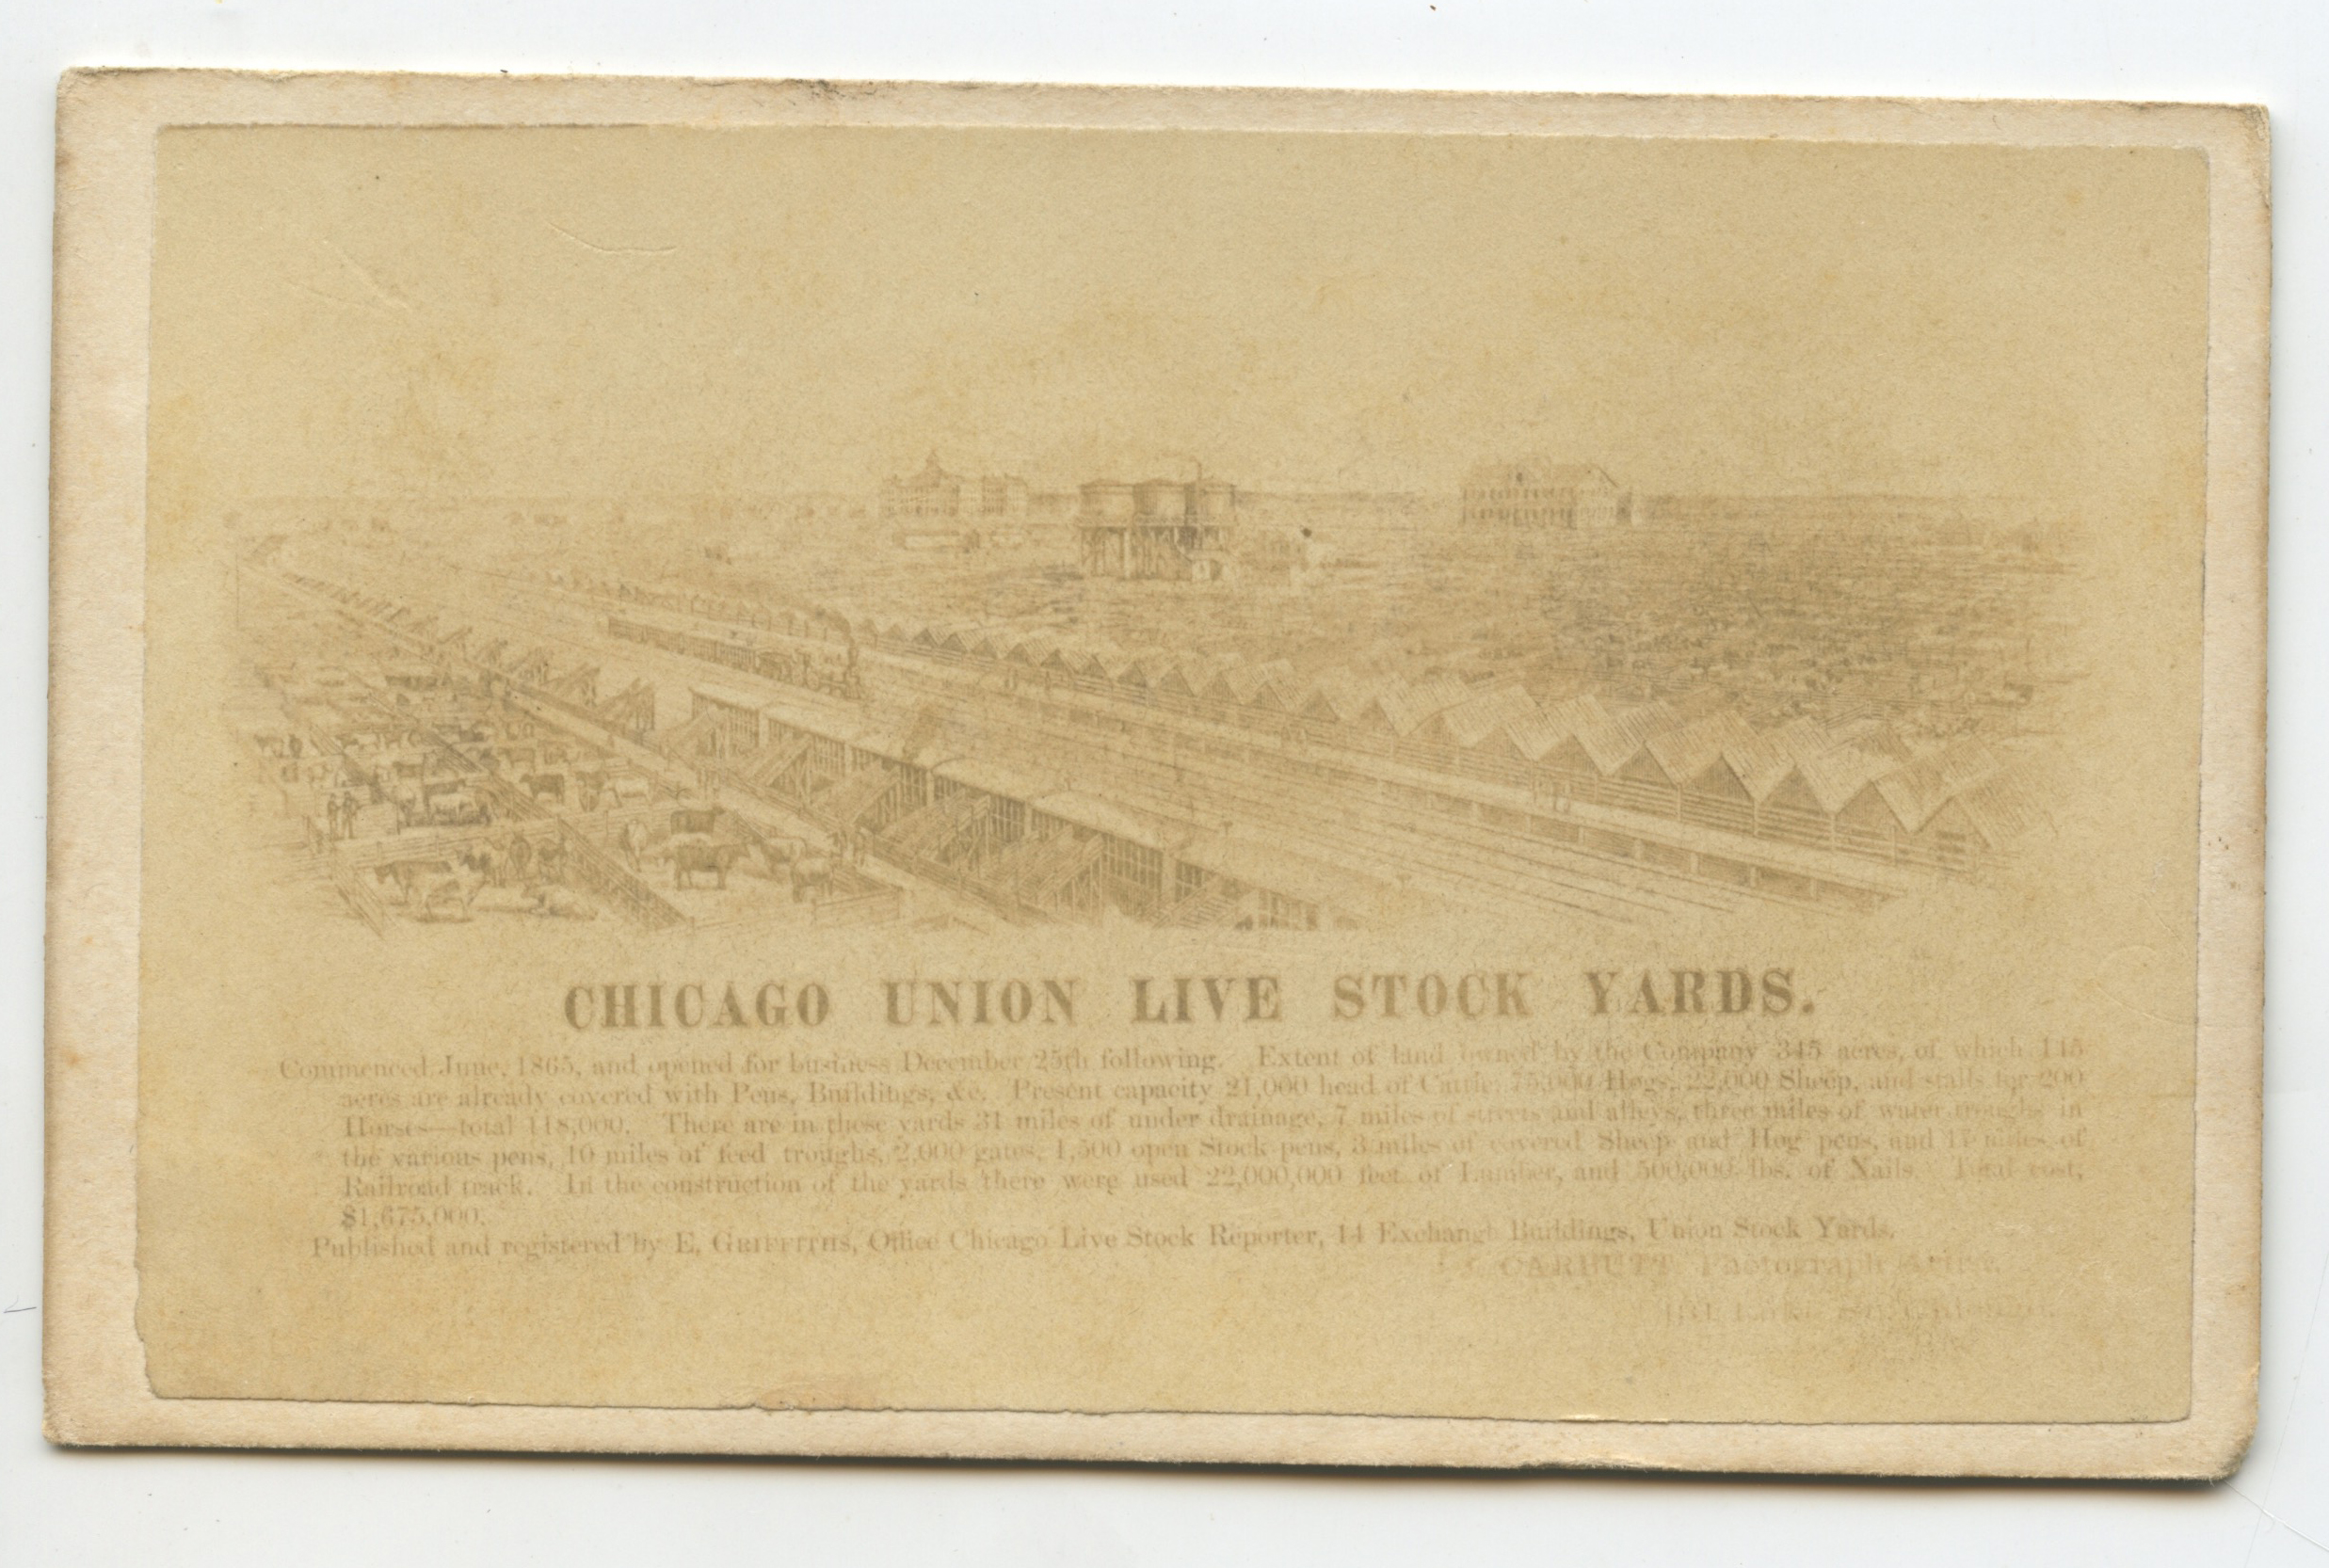 CHICAGO UNION LIVE STOCK YARDS.
Commenced June, 1865, and opened for business December 25th following. Extent of land owned by the Company 345 acres, of which 145
acres are already covered with Pens, Buildings, &c. Present capacity 21,000 head of Cattle, 75,000 Hogs, 22,000 Sheep, and stalls for 200
Horses—total 118,000. There are in these yards 31 miles of under drainage, 7 miles of streets and alleys, three miles of water troughs in
the various pens, 10 miles of feed troughs, 2,000 gates, 1,500 open Stock pens, 3 miles of covered Sheep and Hog pens, and miles of
Railroad track. In the construction of the yards there were used 22,000,000 feet of Lumber, and 500,000 lbs. of Nails. Total cost,
$1,675,000.
Published and registered by E. GRIFFITHS, Office Chicago Live Stock Reporter, 14 Exchange Buildings, Union Stock Yards.
J. CARBUTT, Photograph Artist,
Lake St. Chicago.